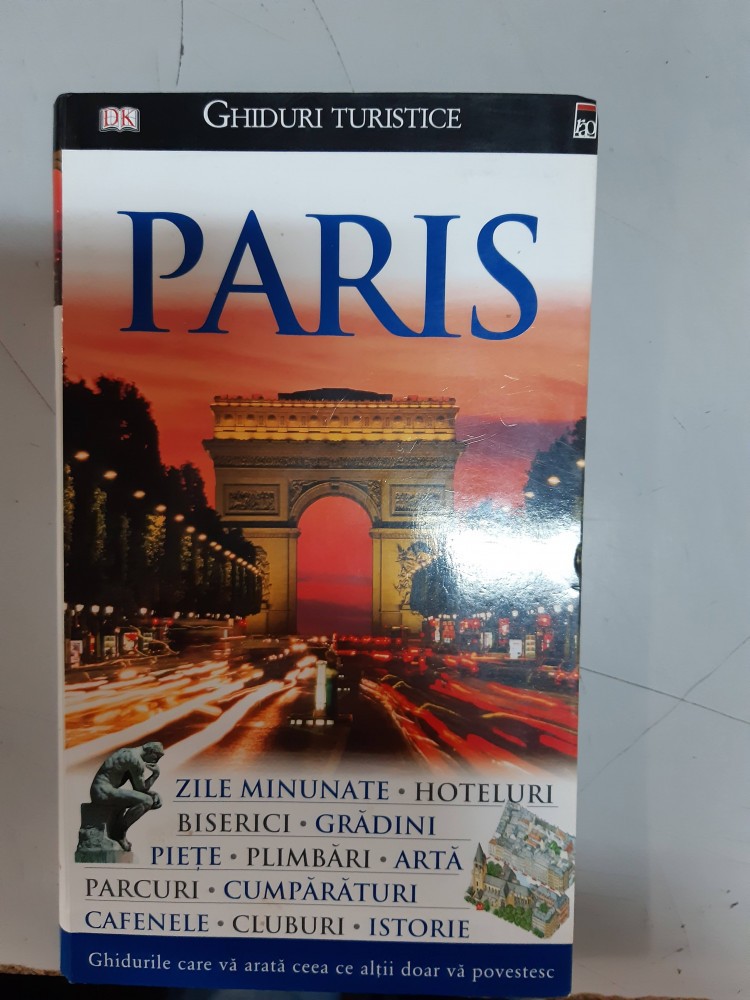 DK
GHIDURI TURISTICE
rao
PARIS
ZILE MINUNATE • HOTELURI
BISERICI • GRĂDINI
PIEȚE • PLIMBĂRI • ARTĂ
PARCURI • CUMPĂRĂTURI
CAFENELE • CLUBURI • ISTORIE
Ghidurile care vă arată ceea ce alții doar vă povestesc